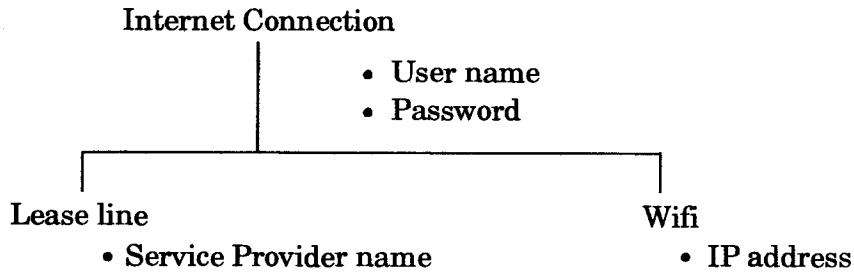 Internet Connection
• User name
• Password
Lease line
Wifi
• Service Provider name
• IP address